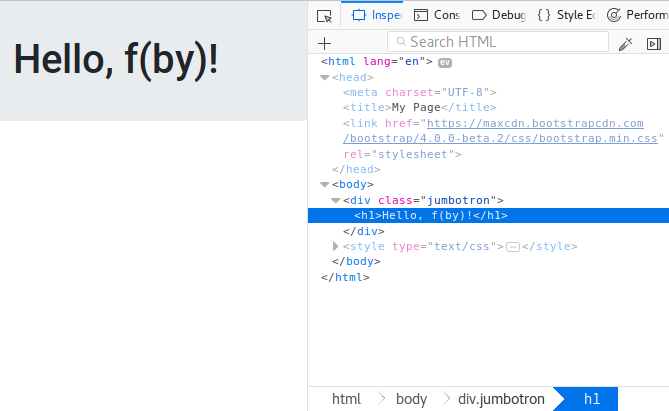 Hello, f(by)!
Inspe
Cons
Debug
Style Ed
Perform
Search HTML
<html lang="en"> ev
<head>
<meta charset="UTF-8">
<title>My Page</title>
<link href="https://maxcdn.bootstrapcdn.com
/bootstrap/4.0.0-beta.2/css/bootstrap.min.css"
rel="stylesheet">
</head>
<body>
<div class="jumbotron">
<h1>Hello, f(by)!</h1>
</div>
<style type="text/css">…</style>
</body>
</html>
html
body
div.jumbotron
h1